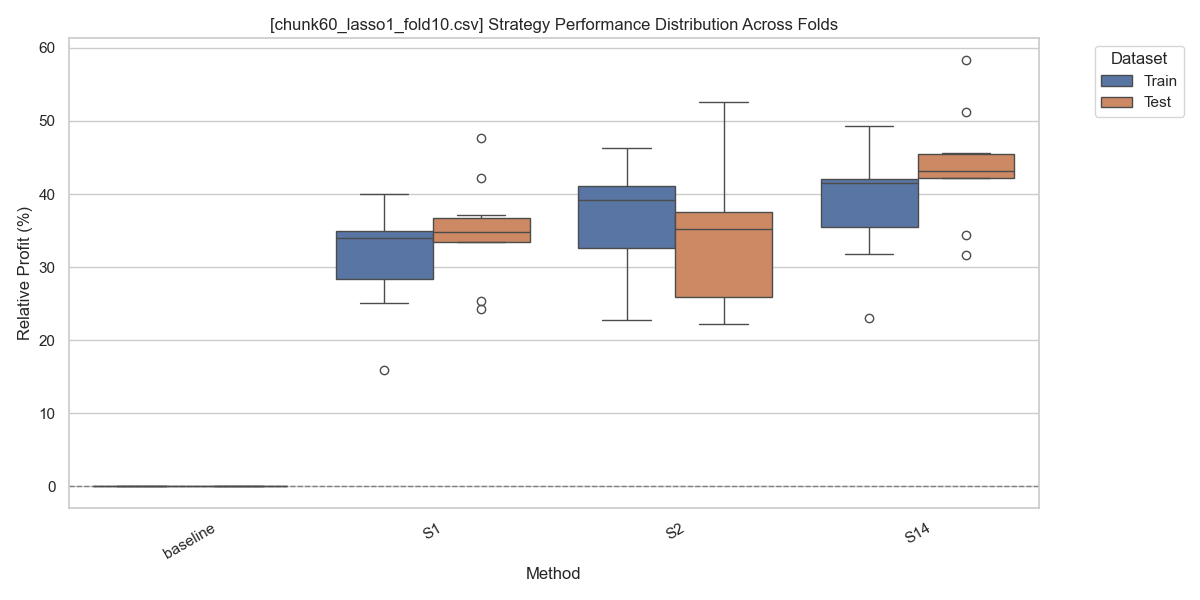 [chunk60_lasso1_fold10.csv] Strategy Performance Distribution Across Folds
60
50
40
30
20
10
0
Relative Profit (%)
baseline
S1
S2
S14
Method
Dataset
Train
Test